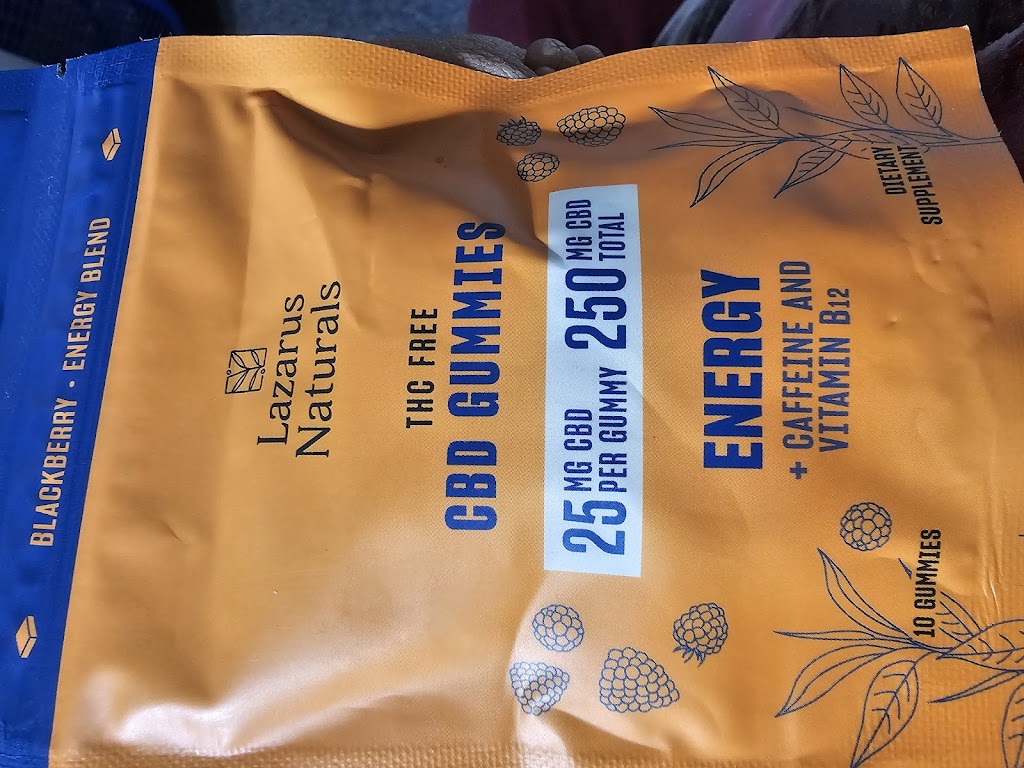 BLACKBERRY • ENERGY BLEND
Lazarus
Naturals
THC FREE
CBD GUMMIES
25 MG CBD PER GUMMY 250 MG CBD TOTAL
ENERGY
+ CAFFEINE AND
VITAMIN B12
10 GUMMIES
DIETARY
SUPPLEMENT